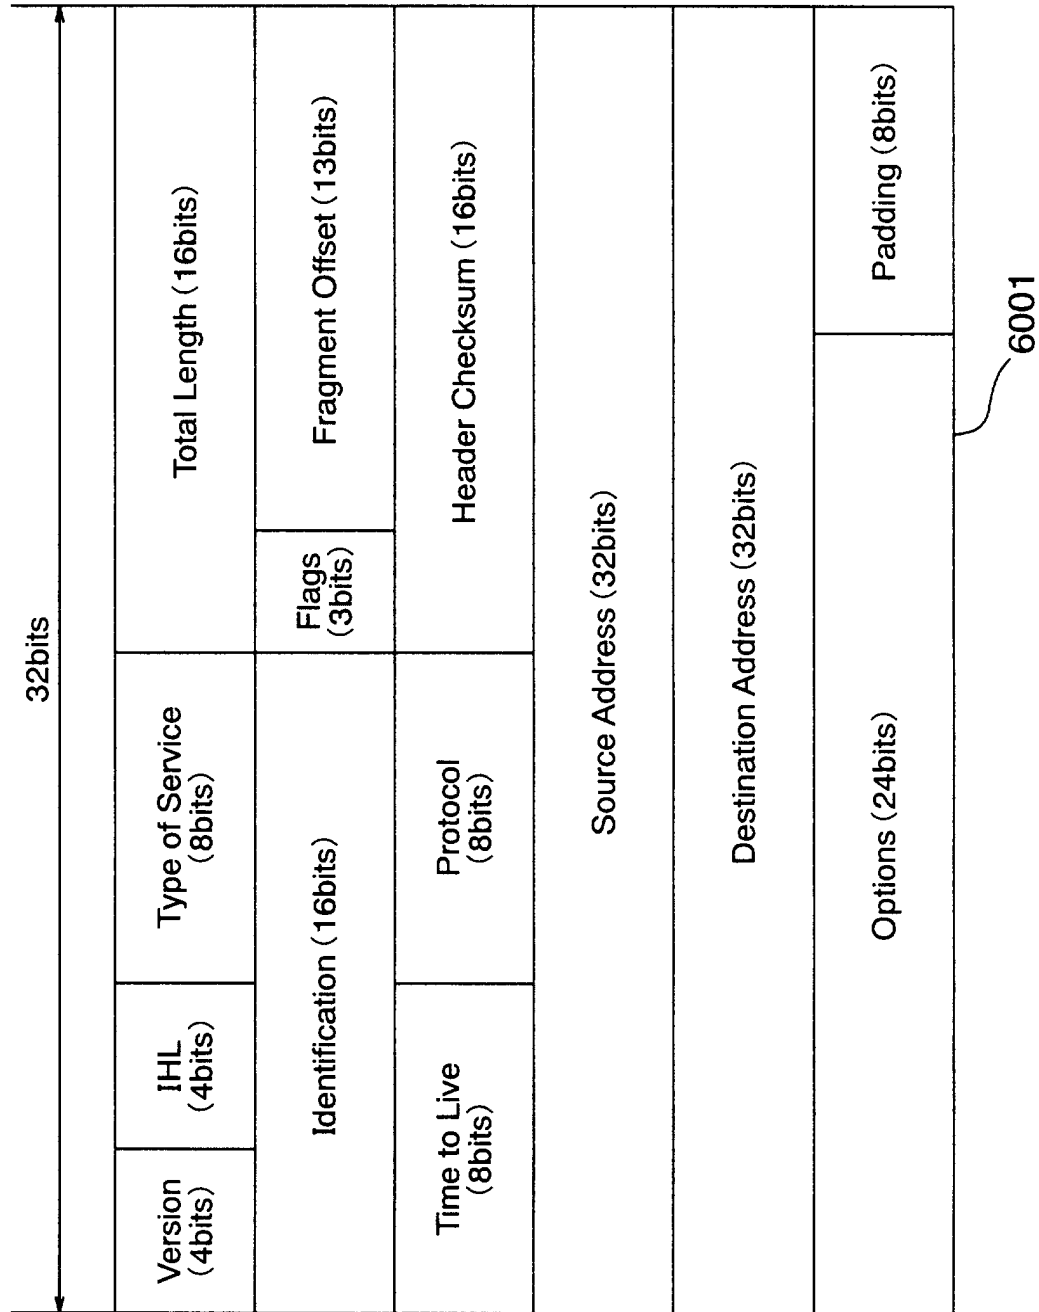 32bits
Version
(4bits)
IHL
(4bits)
Type of Service
(8bits)
Total Length (16bits)
Identification (16bits)
Flags
(3bits)
Fragment Offset (13bits)
Time to Live
(8bits)
Protocol
(8bits)
Header Checksum (16bits)
Source Address (32bits)
Destination Address (32bits)
Options (24bits)
Padding (8bits)
6001